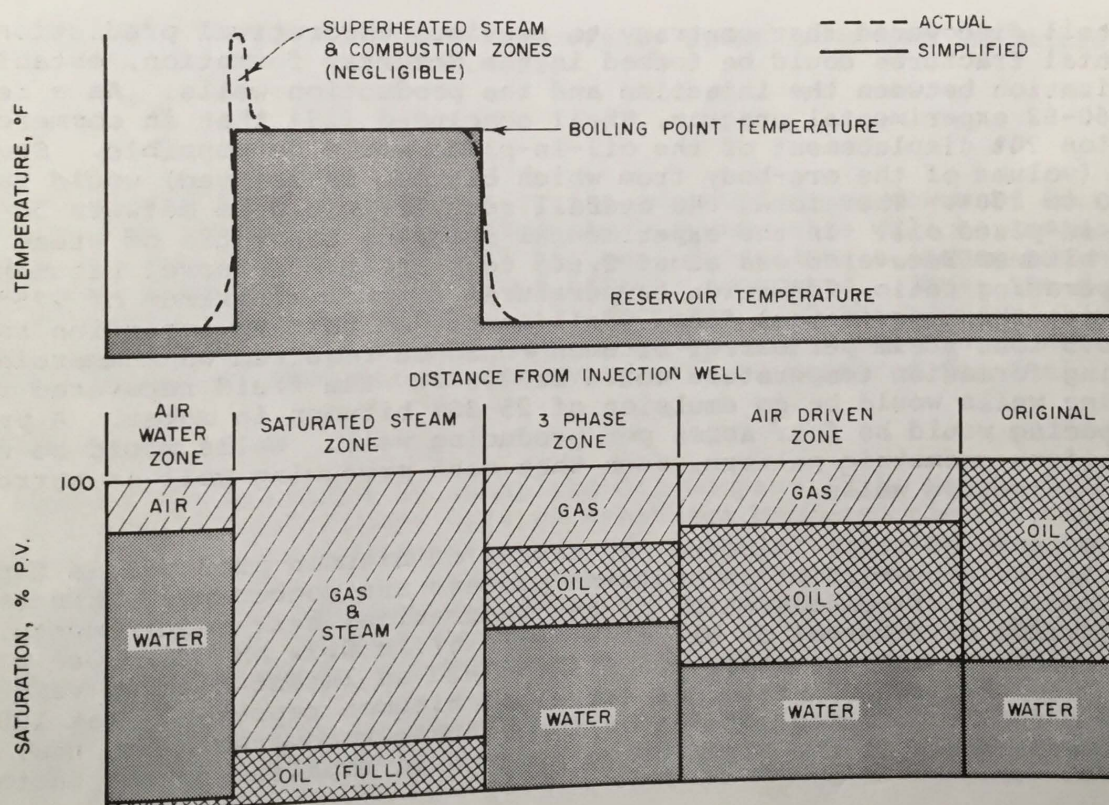 SUPERHEATED STEAM
& COMBUSTION ZONES
(NEGLIGIBLE)
ACTUAL
SIMPLIFIED
BOILING POINT TEMPERATURE
TEMPERATURE, °F
RESERVOIR TEMPERATURE
DISTANCE FROM INJECTION WELL
AIR
WATER
ZONE
SATURATED STEAM
ZONE
3 PHASE
ZONE
AIR DRIVEN
ZONE
ORIGINAL
100
SATURATION, % P.V.
AIR
WATER
GAS
&
STEAM
OIL (FULL)
GAS
OIL
WATER
GAS
OIL
WATER
OIL
WATER